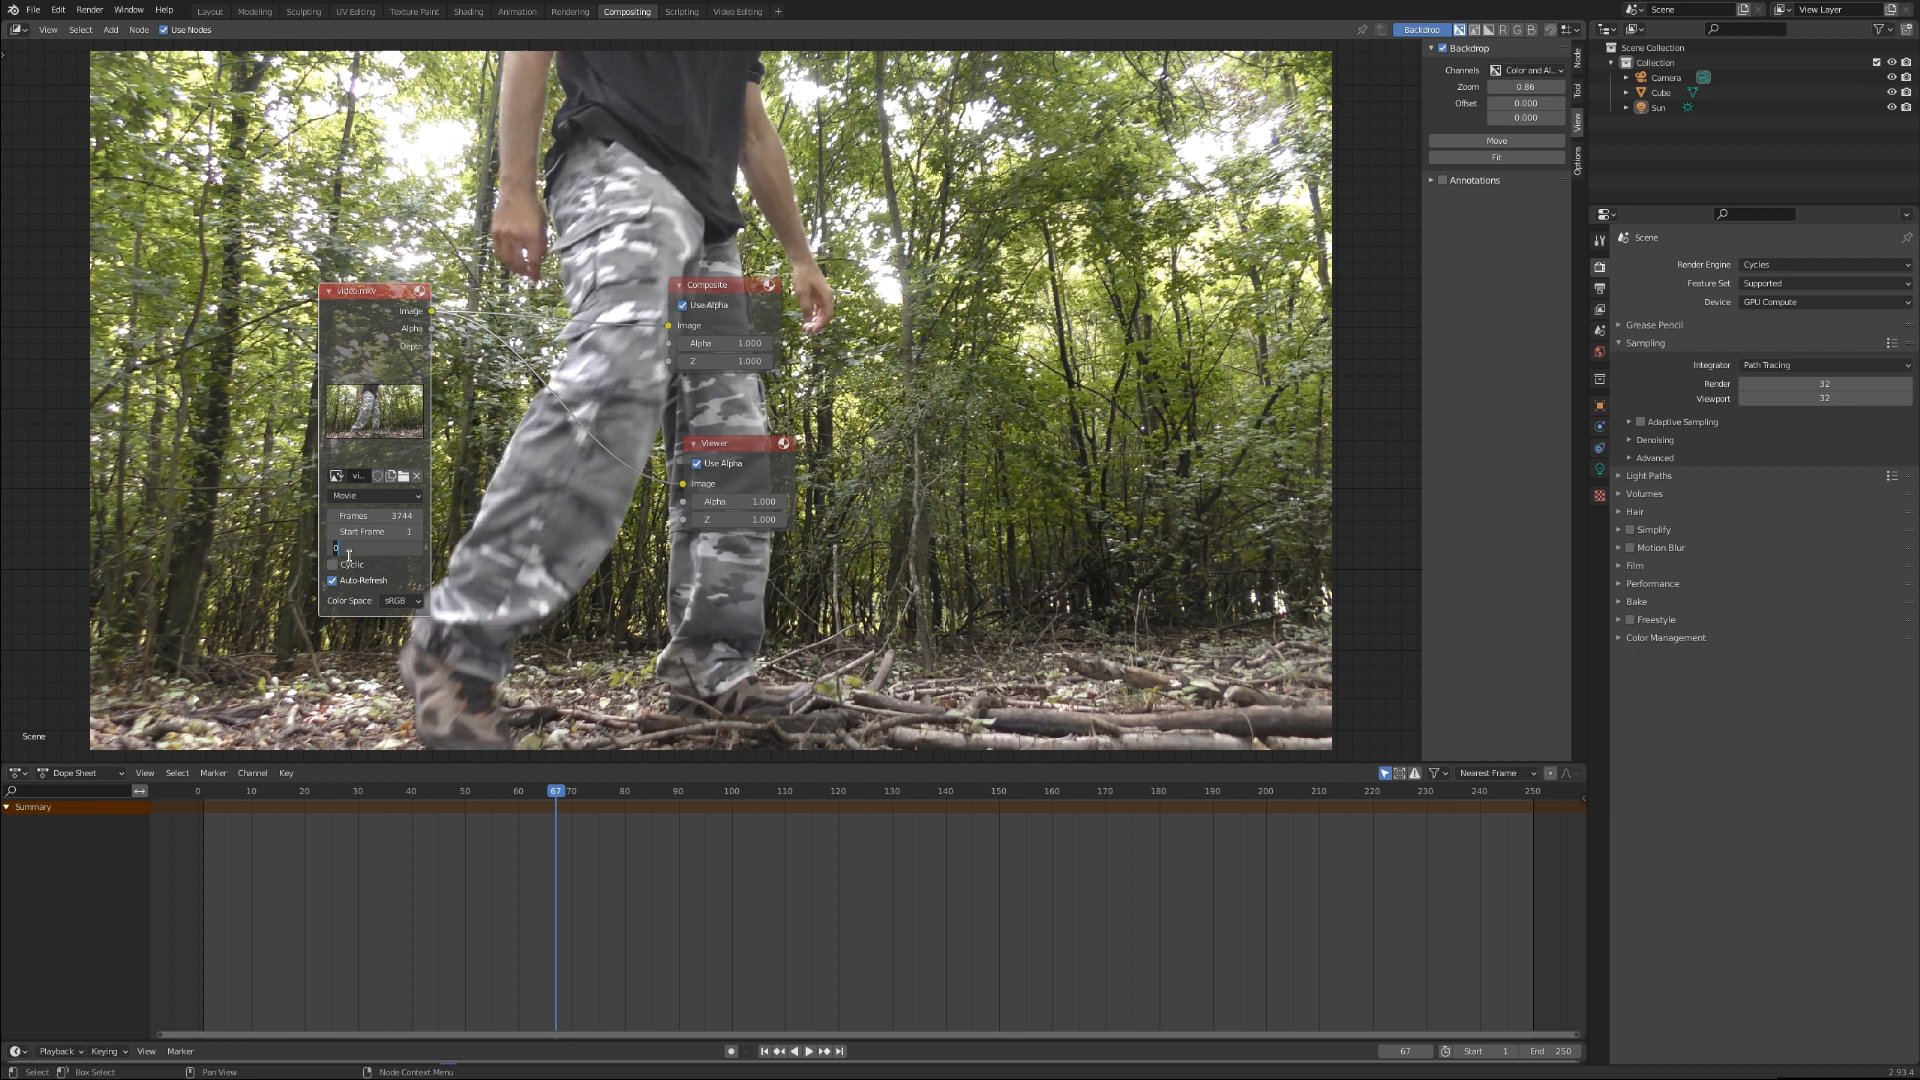 File Edit Render Window Help Layout Modeling Sculpting UV Editing Texture Paint Shading Animation Rendering Compositing Scripting Video Editing + Scene View Layer
View Select Add Node Use Nodes Backdrop R G B
Backdrop
Channels Color and Al...
Zoom 0.86
Offset 0.000
0.000
Move
Fit
Annotations
Node
Tool
View
Options
video.mkv
Image
Alpha
Depth
vi...
Movie
Frames 3744
Start Frame 1
0
Cyclic
Auto-Refresh
Color Space sRGB
Composite
Use Alpha
Image
Alpha 1.000
Z 1.000
Viewer
Use Alpha
Image
Alpha 1.000
Z 1.000
Scene
Scene Collection
Collection
Camera
Cube
Sun
Scene
Render Engine Cycles
Feature Set Supported
Device GPU Compute
Grease Pencil
Sampling
Integrator Path Tracing
Render 32
Viewport 32
Adaptive Sampling
Denoising
Advanced
Light Paths
Volumes
Hair
Simplify
Motion Blur
Film
Performance
Bake
Freestyle
Color Management
Dope Sheet View Select Marker Channel Key Nearest Frame
0 10 20 30 40 50 60 67 70 80 90 100 110 120 130 140 150 160 170 180 190 200 210 220 230 240 250
Summary
Playback Keying View Marker 67 Start 1 End 250
Select Box Select Pan View Node Context Menu 2.93.4